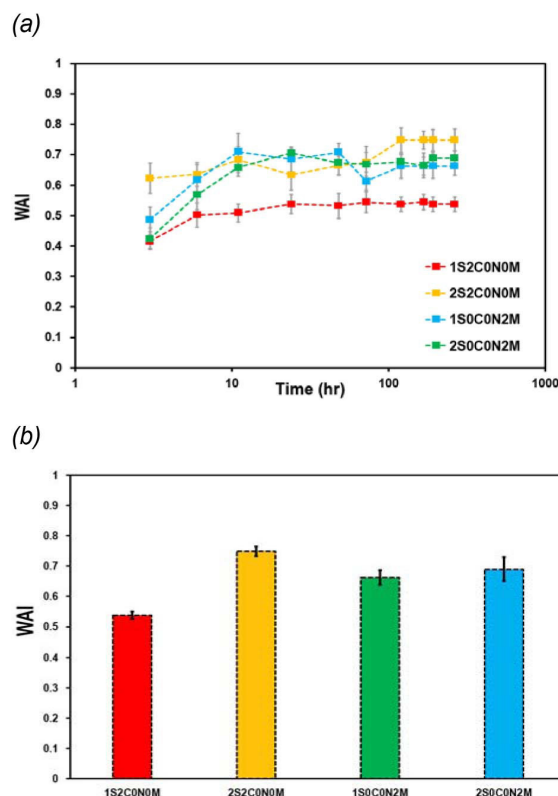 (a)
1
0.9
0.8
0.7
0.6
0.5
0.4
0.3
0.2
0.1
0
WAI
1S2C0N0M
2S2C0N0M
1S0C0N2M
2S0C0N2M
1 10 100 1000
Time (hr)
(b)
1
0.9
0.8
0.7
0.6
0.5
0.4
0.3
0.2
0.1
0
WAI
1S2C0N0M 2S2C0N0M 1S0C0N2M 2S0C0N2M